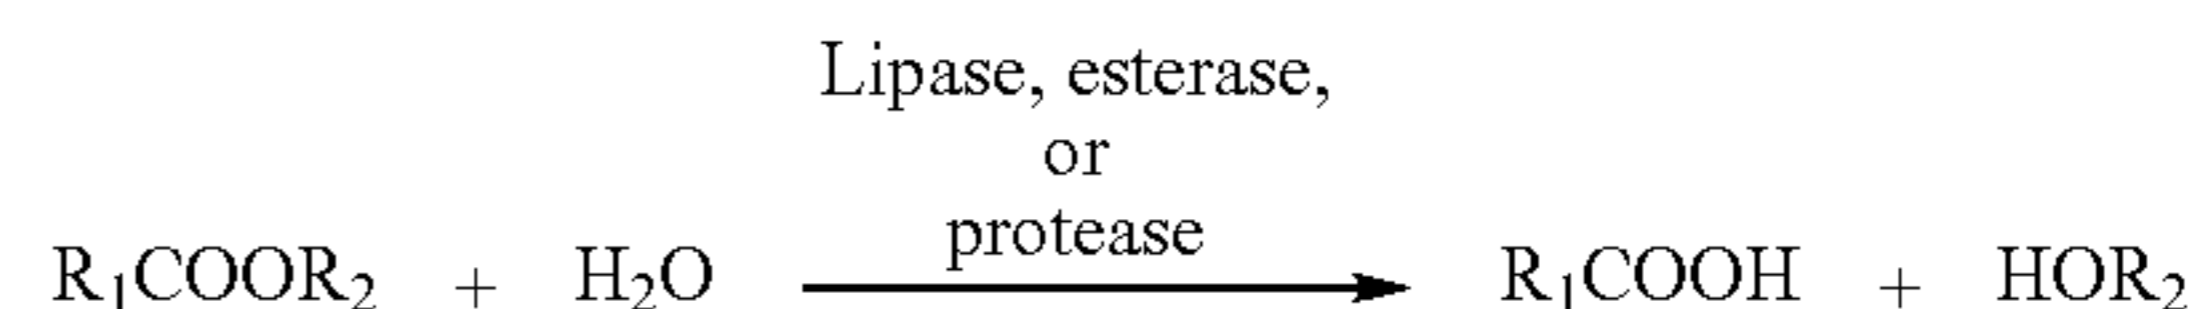 Lipase, esterase,
or
protease
R₁COOR₂ + H₂O → R₁COOH + HOR₂